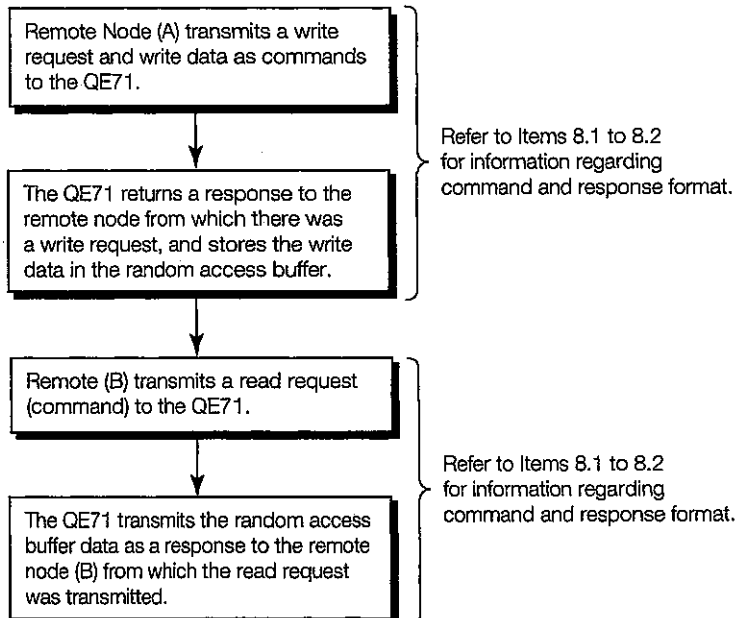 Remote Node (A) transmits a write
request and write data as commands
to the QE71.
Refer to Items 8.1 to 8.2
for information regarding
command and response format.
The QE71 returns a response to the
remote node from which there was
a write request, and stores the write
data in the random access buffer.
Remote (B) transmits a read request
(command) to the QE71.
Refer to Items 8.1 to 8.2
for information regarding
command and response format.
The QE71 transmits the random access
buffer data as a response to the remote
node (B) from which the read request
was transmitted.